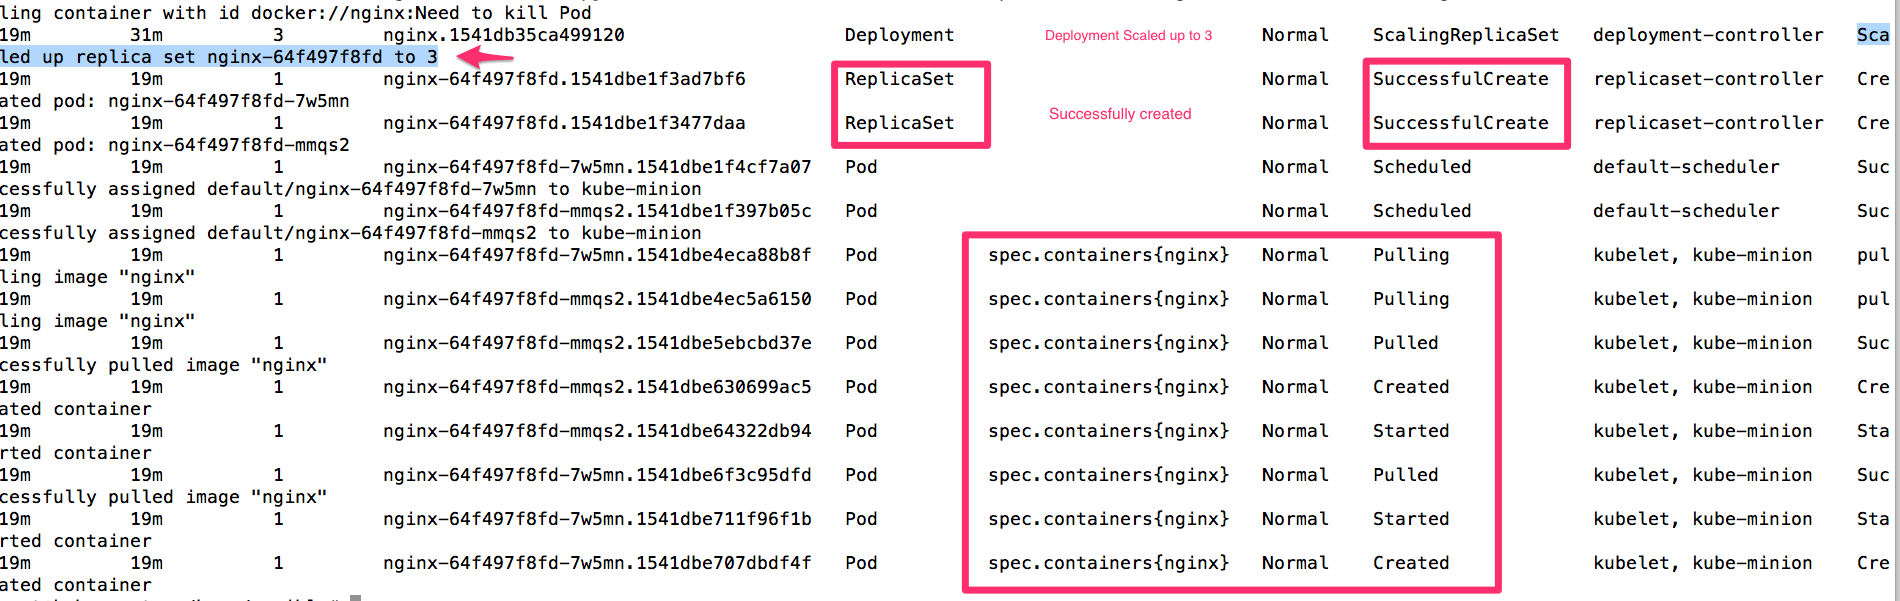 ling container with id docker://nginx:Need to kill Pod
19m 31m 3 nginx.1541db35ca499120 Deployment Deployment Scaled up to 3 Normal ScalingReplicaSet deployment-controller Sca
led up replica set nginx-64f497f8fd to 3
19m 19m 1 nginx-64f497f8fd.1541dbe1f3ad7bf6 ReplicaSet Normal SuccessfulCreate replicaset-controller Cre
ated pod: nginx-64f497f8fd-7w5mn
Successfully created
19m 19m 1 nginx-64f497f8fd.1541dbe1f3477daa ReplicaSet Normal SuccessfulCreate replicaset-controller Cre
ated pod: nginx-64f497f8fd-mmqs2
19m 19m 1 nginx-64f497f8fd-7w5mn.1541dbe1f4cf7a07 Pod Normal Scheduled default-scheduler Suc
cessfully assigned default/nginx-64f497f8fd-7w5mn to kube-minion
19m 19m 1 nginx-64f497f8fd-mmqs2.1541dbe1f397b05c Pod Normal Scheduled default-scheduler Suc
cessfully assigned default/nginx-64f497f8fd-mmqs2 to kube-minion
19m 19m 1 nginx-64f497f8fd-7w5mn.1541dbe4eca88b8f Pod spec.containers{nginx} Normal Pulling kubelet, kube-minion pul
ling image "nginx"
19m 19m 1 nginx-64f497f8fd-mmqs2.1541dbe4ec5a6150 Pod spec.containers{nginx} Normal Pulling kubelet, kube-minion pul
ling image "nginx"
19m 19m 1 nginx-64f497f8fd-mmqs2.1541dbe5ebcbd37e Pod spec.containers{nginx} Normal Pulled kubelet, kube-minion Suc
cessfully pulled image "nginx"
19m 19m 1 nginx-64f497f8fd-mmqs2.1541dbe630699ac5 Pod spec.containers{nginx} Normal Created kubelet, kube-minion Cre
ated container
19m 19m 1 nginx-64f497f8fd-mmqs2.1541dbe64322db94 Pod spec.containers{nginx} Normal Started kubelet, kube-minion Sta
rted container
19m 19m 1 nginx-64f497f8fd-7w5mn.1541dbe6f3c95dfd Pod spec.containers{nginx} Normal Pulled kubelet, kube-minion Suc
cessfully pulled image "nginx"
19m 19m 1 nginx-64f497f8fd-7w5mn.1541dbe711f96f1b Pod spec.containers{nginx} Normal Started kubelet, kube-minion Sta
rted container
19m 19m 1 nginx-64f497f8fd-7w5mn.1541dbe707dbdf4f Pod spec.containers{nginx} Normal Created kubelet, kube-minion Cre
ated container